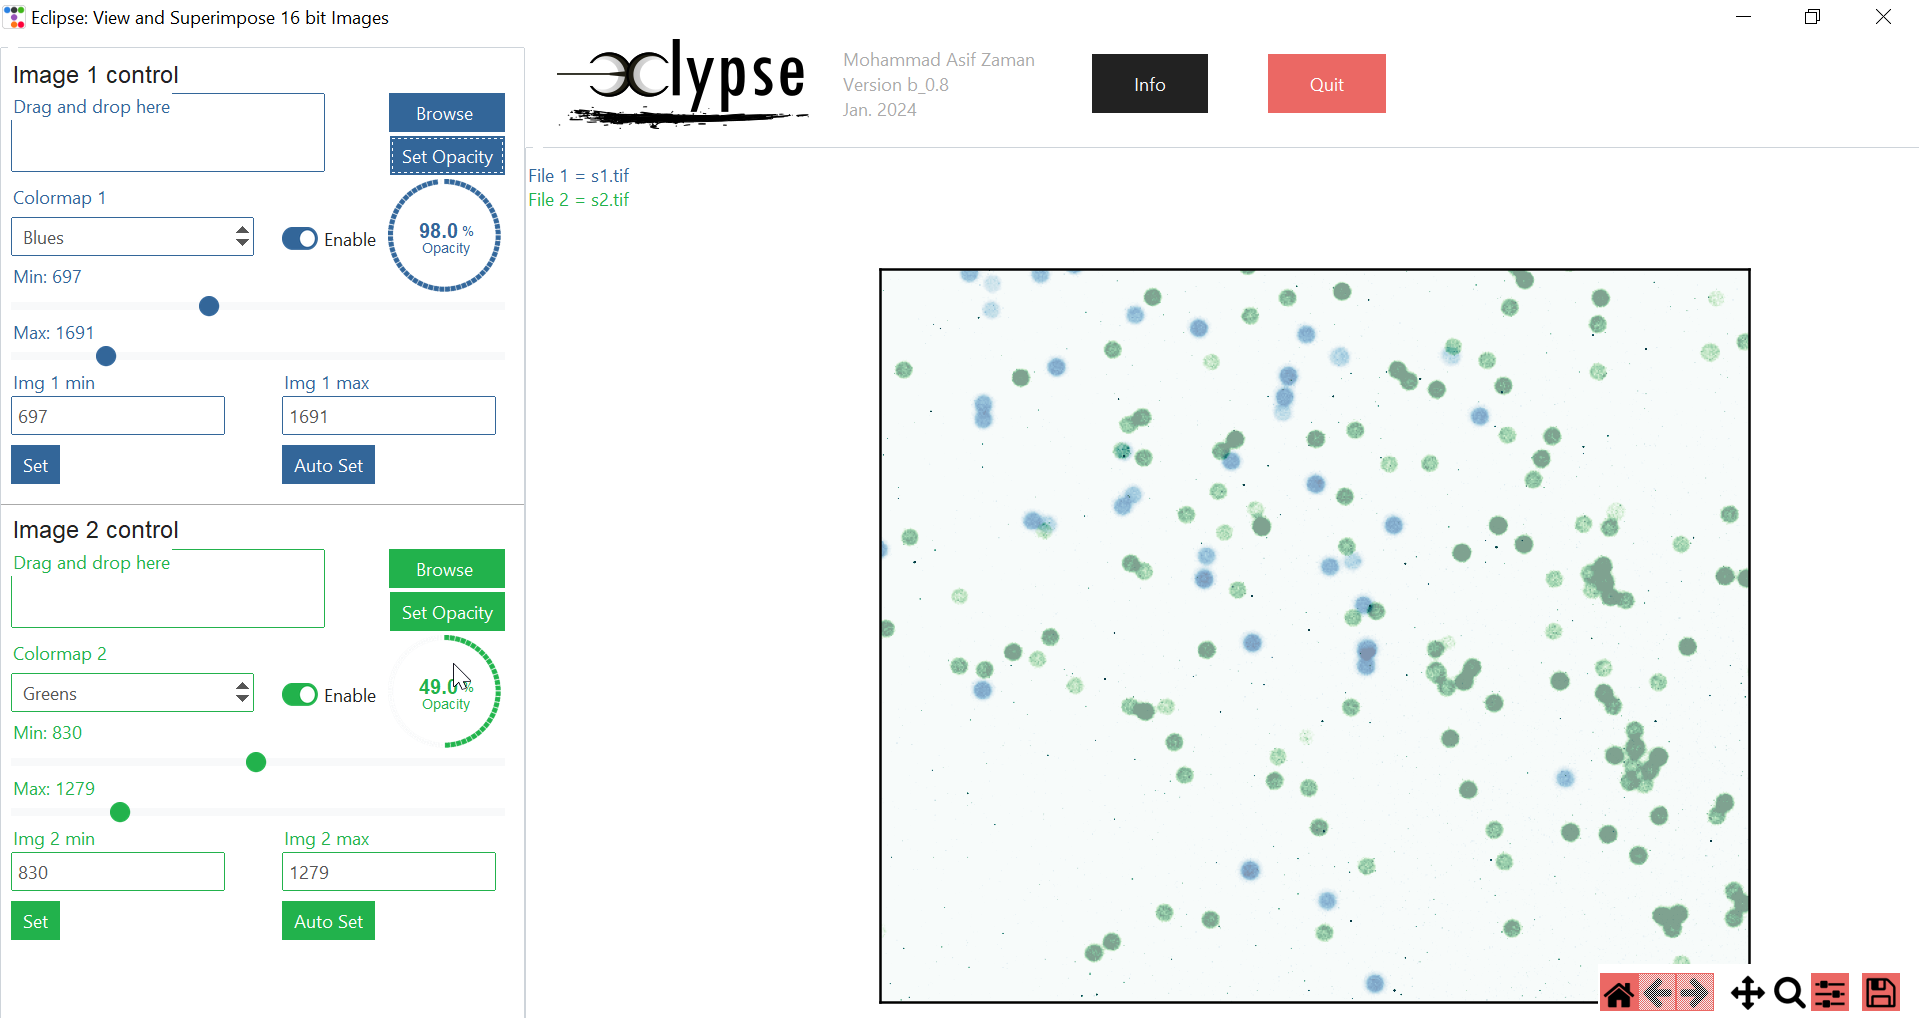 Eclipse: View and Superimpose 16 bit Images
Image 1 control
Drag and drop here
Browse
Set Opacity
Colormap 1
Blues
Enable
98.0 %
Opacity
Min: 697
Max: 1691
Img 1 min
Img 1 max
697
1691
Set
Auto Set
Image 2 control
Drag and drop here
Browse
Set Opacity
Colormap 2
Greens
Enable
49.0 %
Opacity
Min: 830
Max: 1279
Img 2 min
Img 2 max
830
1279
Set
Auto Set
clypse
Mohammad Asif Zaman
Version b_0.8
Jan. 2024
Info
Quit
File 1 = s1.tif
File 2 = s2.tif